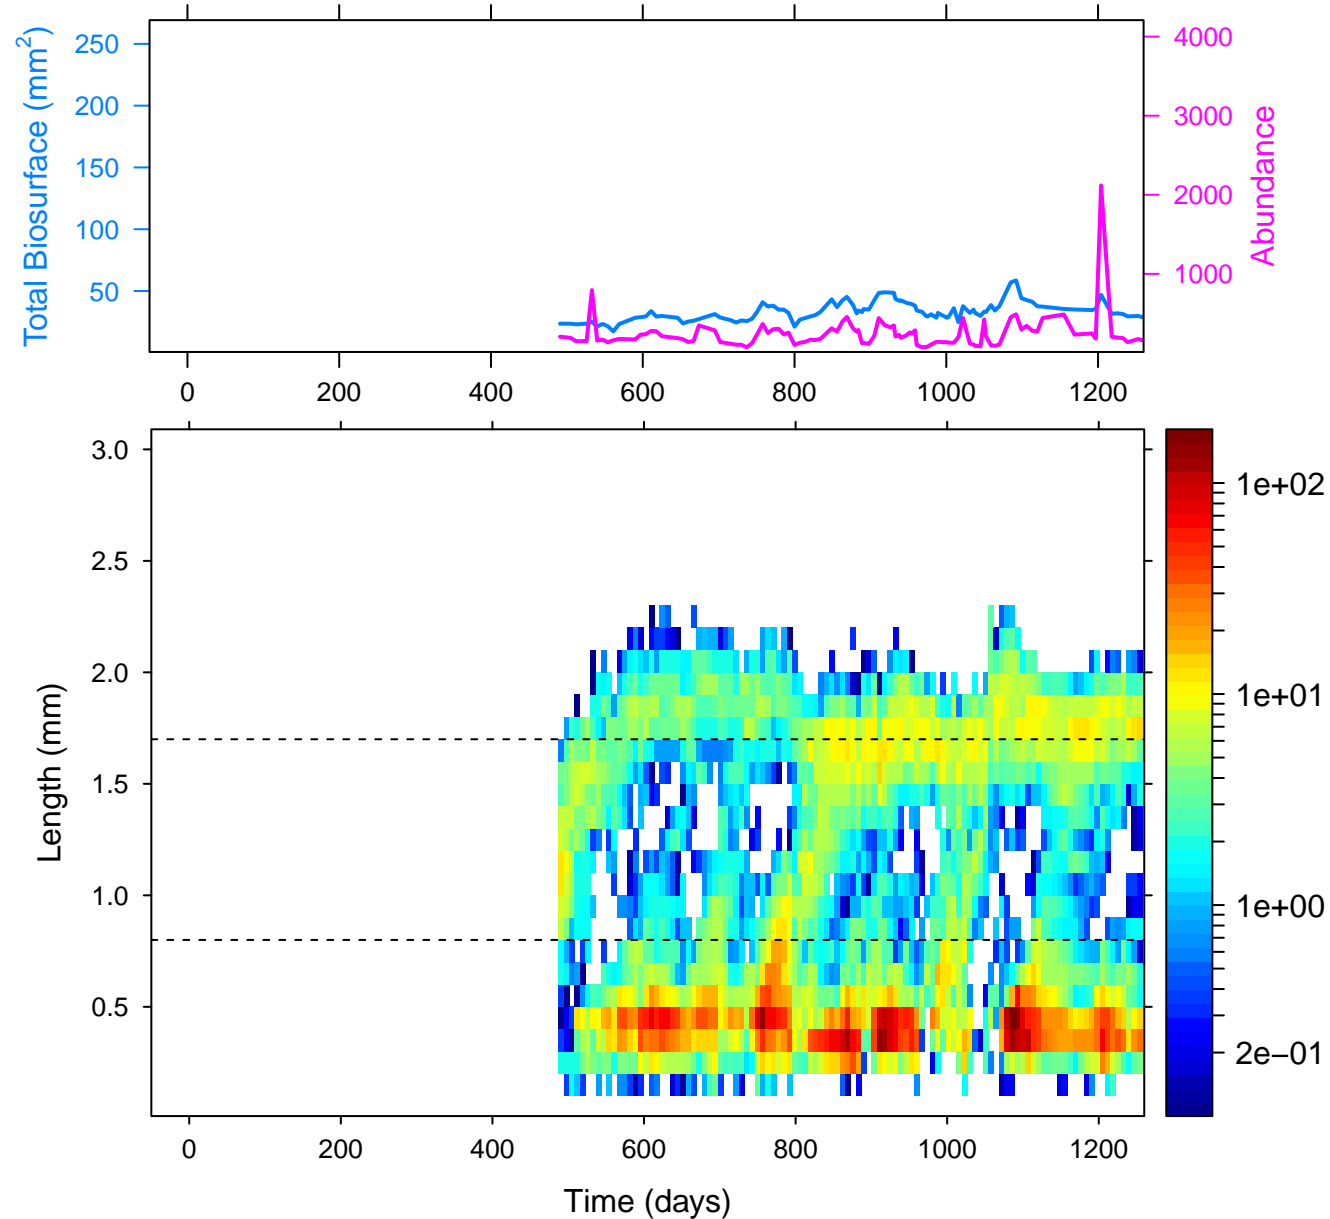 Total Biosurface (mm²)
250
200
150
100
50
4000
3000
2000
1000
Abundance
0 200 400 600 800 1000 1200
Length (mm)
3.0
2.5
2.0
1.5
1.0
0.5
1e+02
1e+01
1e+00
2e−01
0 200 400 600 800 1000 1200
Time (days)